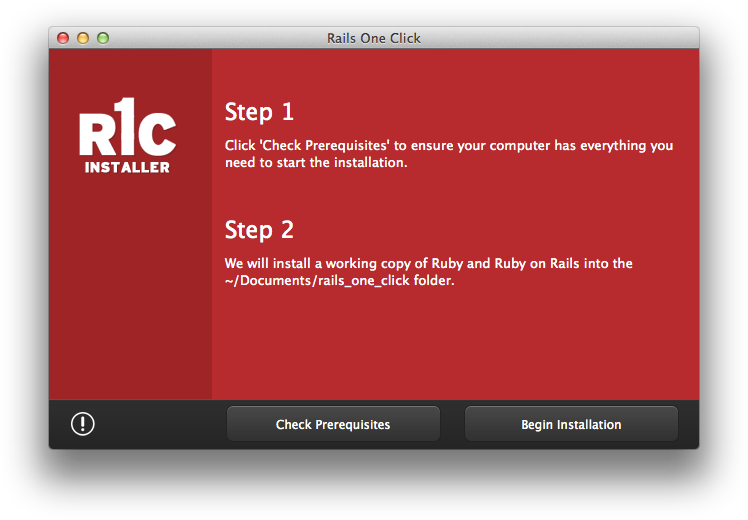 Rails One Click
R1C
INSTALLER
Step 1
Click 'Check Prerequisites' to ensure your computer has everything you
need to start the installation.
Step 2
We will install a working copy of Ruby and Ruby on Rails into the
~/Documents/rails_one_click folder.
Check Prerequisites
Begin Installation